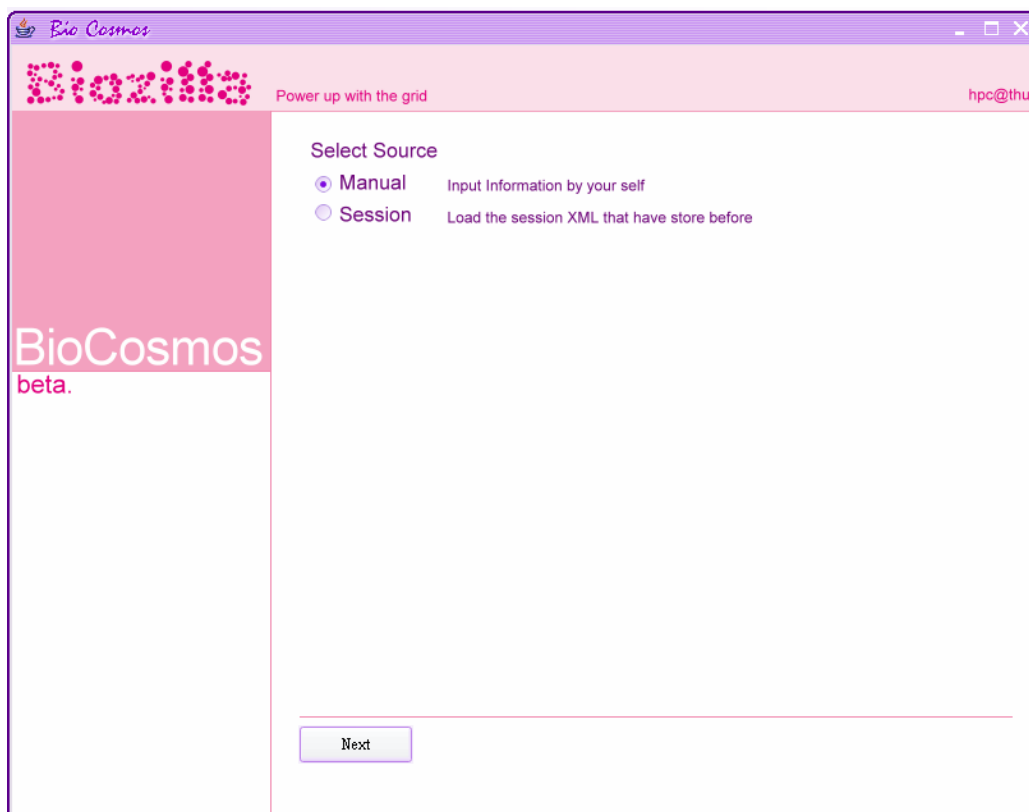 Bio Cosmos
Biozilla
Power up with the grid
hpc@thu
Select Source
Manual Input Information by your self
Session Load the session XML that have store before
BioCosmos
beta.
Next